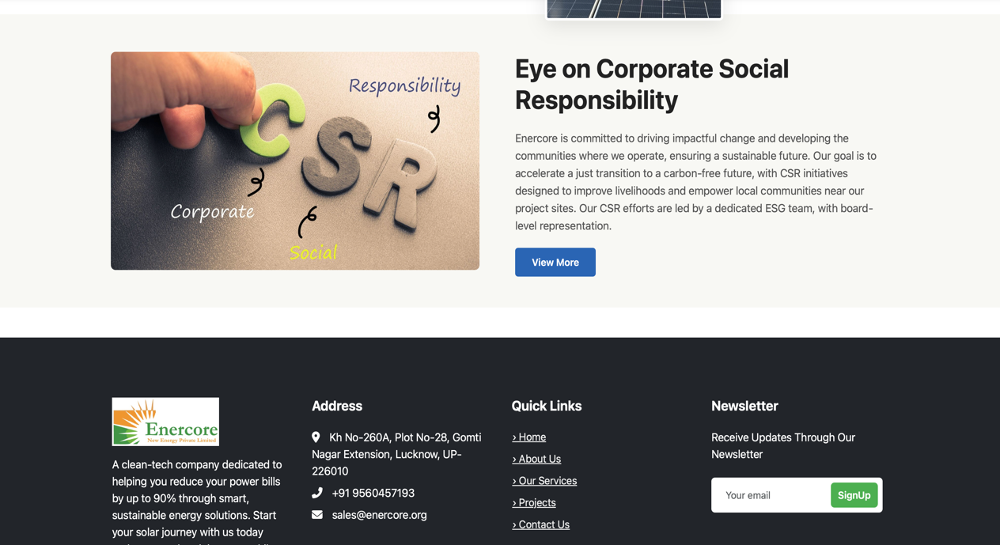 Responsibility
C
S
R
Corporate
Social
Eye on Corporate Social
Responsibility
Enercore is committed to driving impactful change and developing the
communities where we operate, ensuring a sustainable future. Our goal is to
accelerate a just transition to a carbon-free future, with CSR initiatives
designed to improve livelihoods and empower local communities near our
project sites. Our CSR efforts are led by a dedicated ESG team, with board-
level representation.
View More
Enercore
New Energy Private Limited
A clean-tech company dedicated to
helping you reduce your power bills
by up to 90% through smart,
sustainable energy solutions. Start
your solar journey with us today
Address
Kh No-260A, Plot No-28, Gomti
Nagar Extension, Lucknow, UP-
226010
+91 9560457193
sales@enercore.org
Quick Links
› Home
› About Us
› Our Services
› Projects
› Contact Us
Newsletter
Receive Updates Through Our
Newsletter
Your email
SignUp